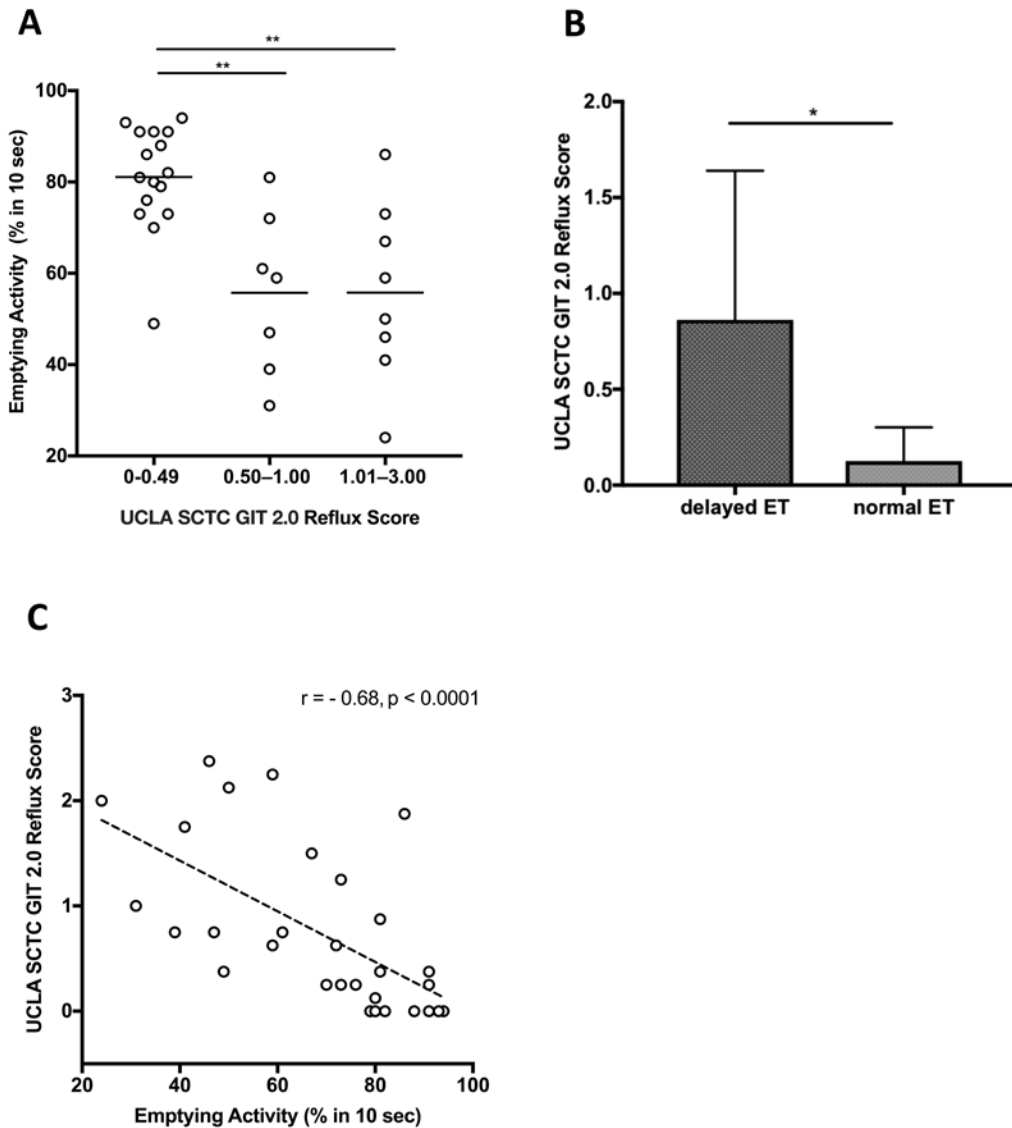 A
**
**
Emptying Activity (% in 10 sec)
100
80
60
40
20
0-0.49 0.50–1.00 1.01–3.00
UCLA SCTC GIT 2.0 Reflux Score
B
*
UCLA SCTC GIT 2.0 Reflux Score
2.0
1.5
1.0
0.5
0.0
delayed ET normal ET
C
r = - 0.68, p < 0.0001
UCLA SCTC GIT 2.0 Reflux Score
3
2
1
0
20 40 60 80 100
Emptying Activity (% in 10 sec)